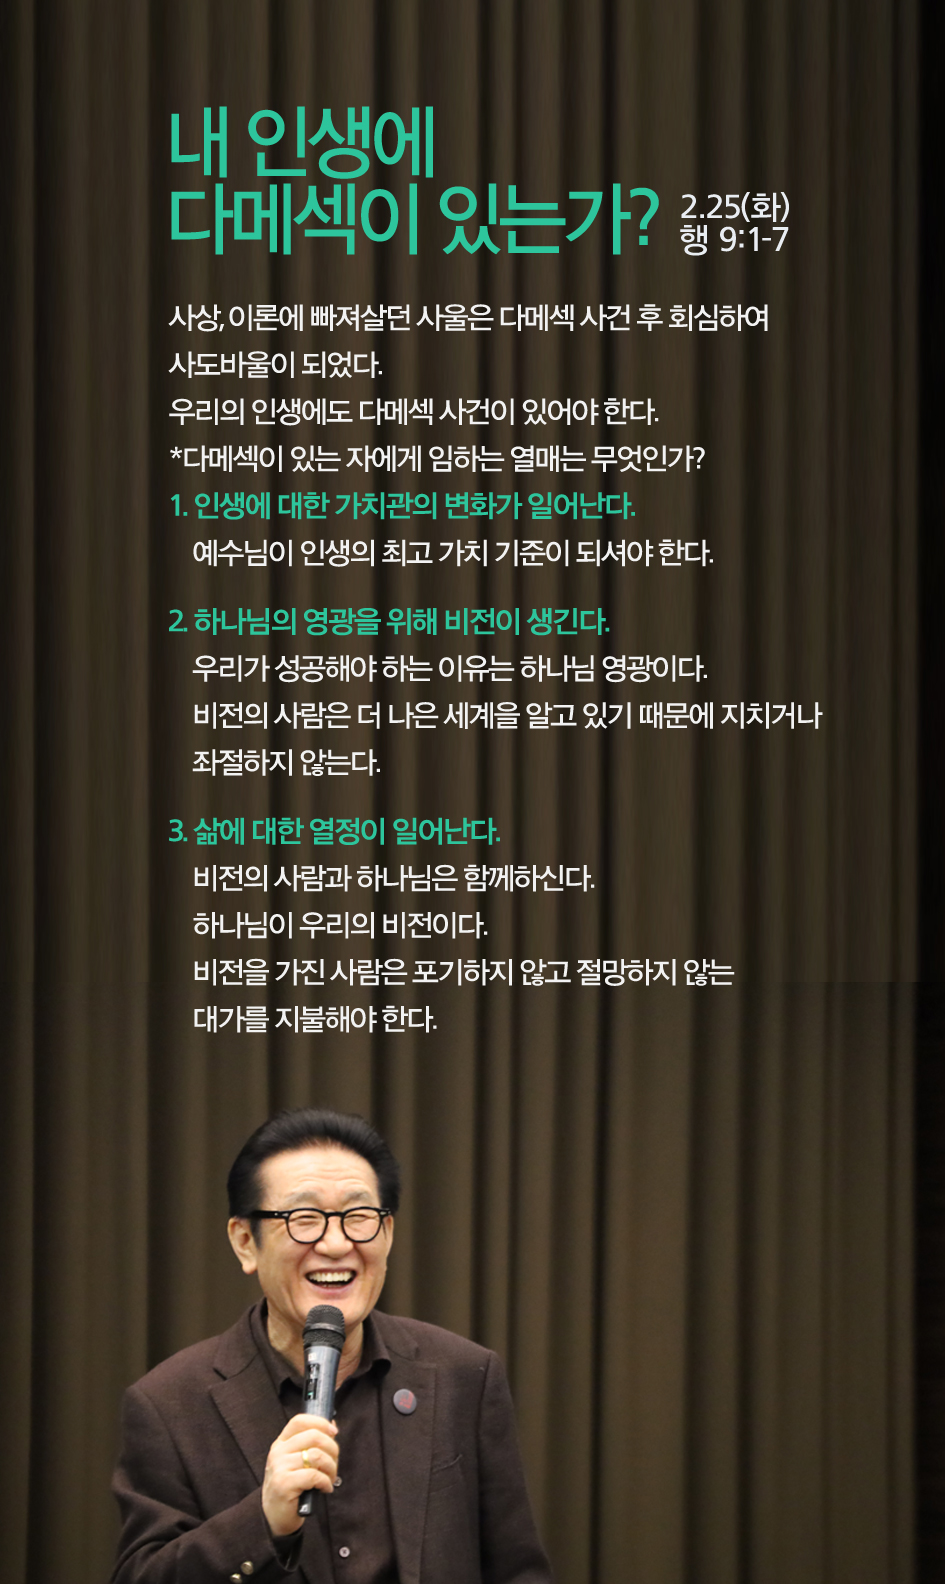 내 인생에
다메섹이 있는가?
2.25(화)
행 9:1-7
사상, 이론에 빠져살던 사울은 다메섹 사건 후 회심하여
사도바울이 되었다.
우리의 인생에도 다메섹 사건이 있어야 한다.
*다메섹이 있는 자에게 임하는 열매는 무엇인가?
1. 인생에 대한 가치관의 변화가 일어난다.
예수님이 인생의 최고 가치 기준이 되셔야 한다.
2. 하나님의 영광을 위해 비전이 생긴다.
우리가 성공해야 하는 이유는 하나님 영광이다.
비전의 사람은 더 나은 세계을 알고 있기 때문에 지치거나
좌절하지 않는다.
3. 삶에 대한 열정이 일어난다.
비전의 사람과 하나님은 함께하신다.
하나님이 우리의 비전이다.
비전을 가진 사람은 포기하지 않고 절망하지 않는
대가를 지불해야 한다.